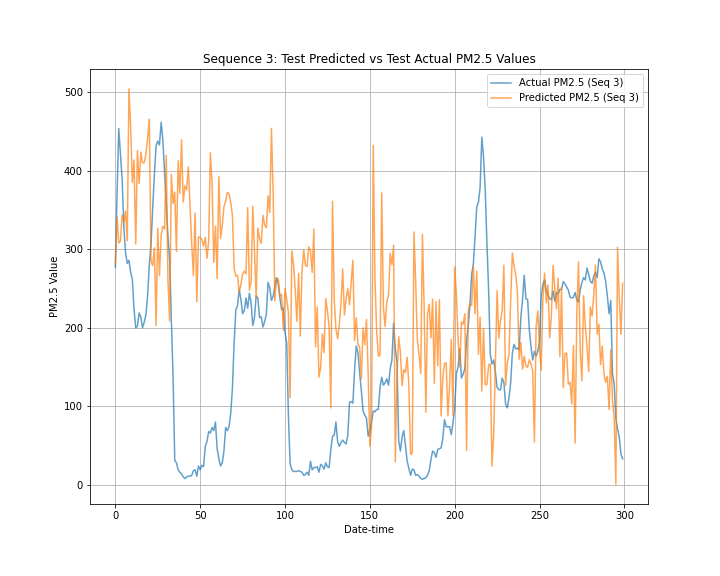 Sequence 3: Test Predicted vs Test Actual PM2.5 Values
Actual PM2.5 (Seq 3)
Predicted PM2.5 (Seq 3)
500
400
300
200
100
0
PM2.5 Value
0 50 100 150 200 250 300
Date-time